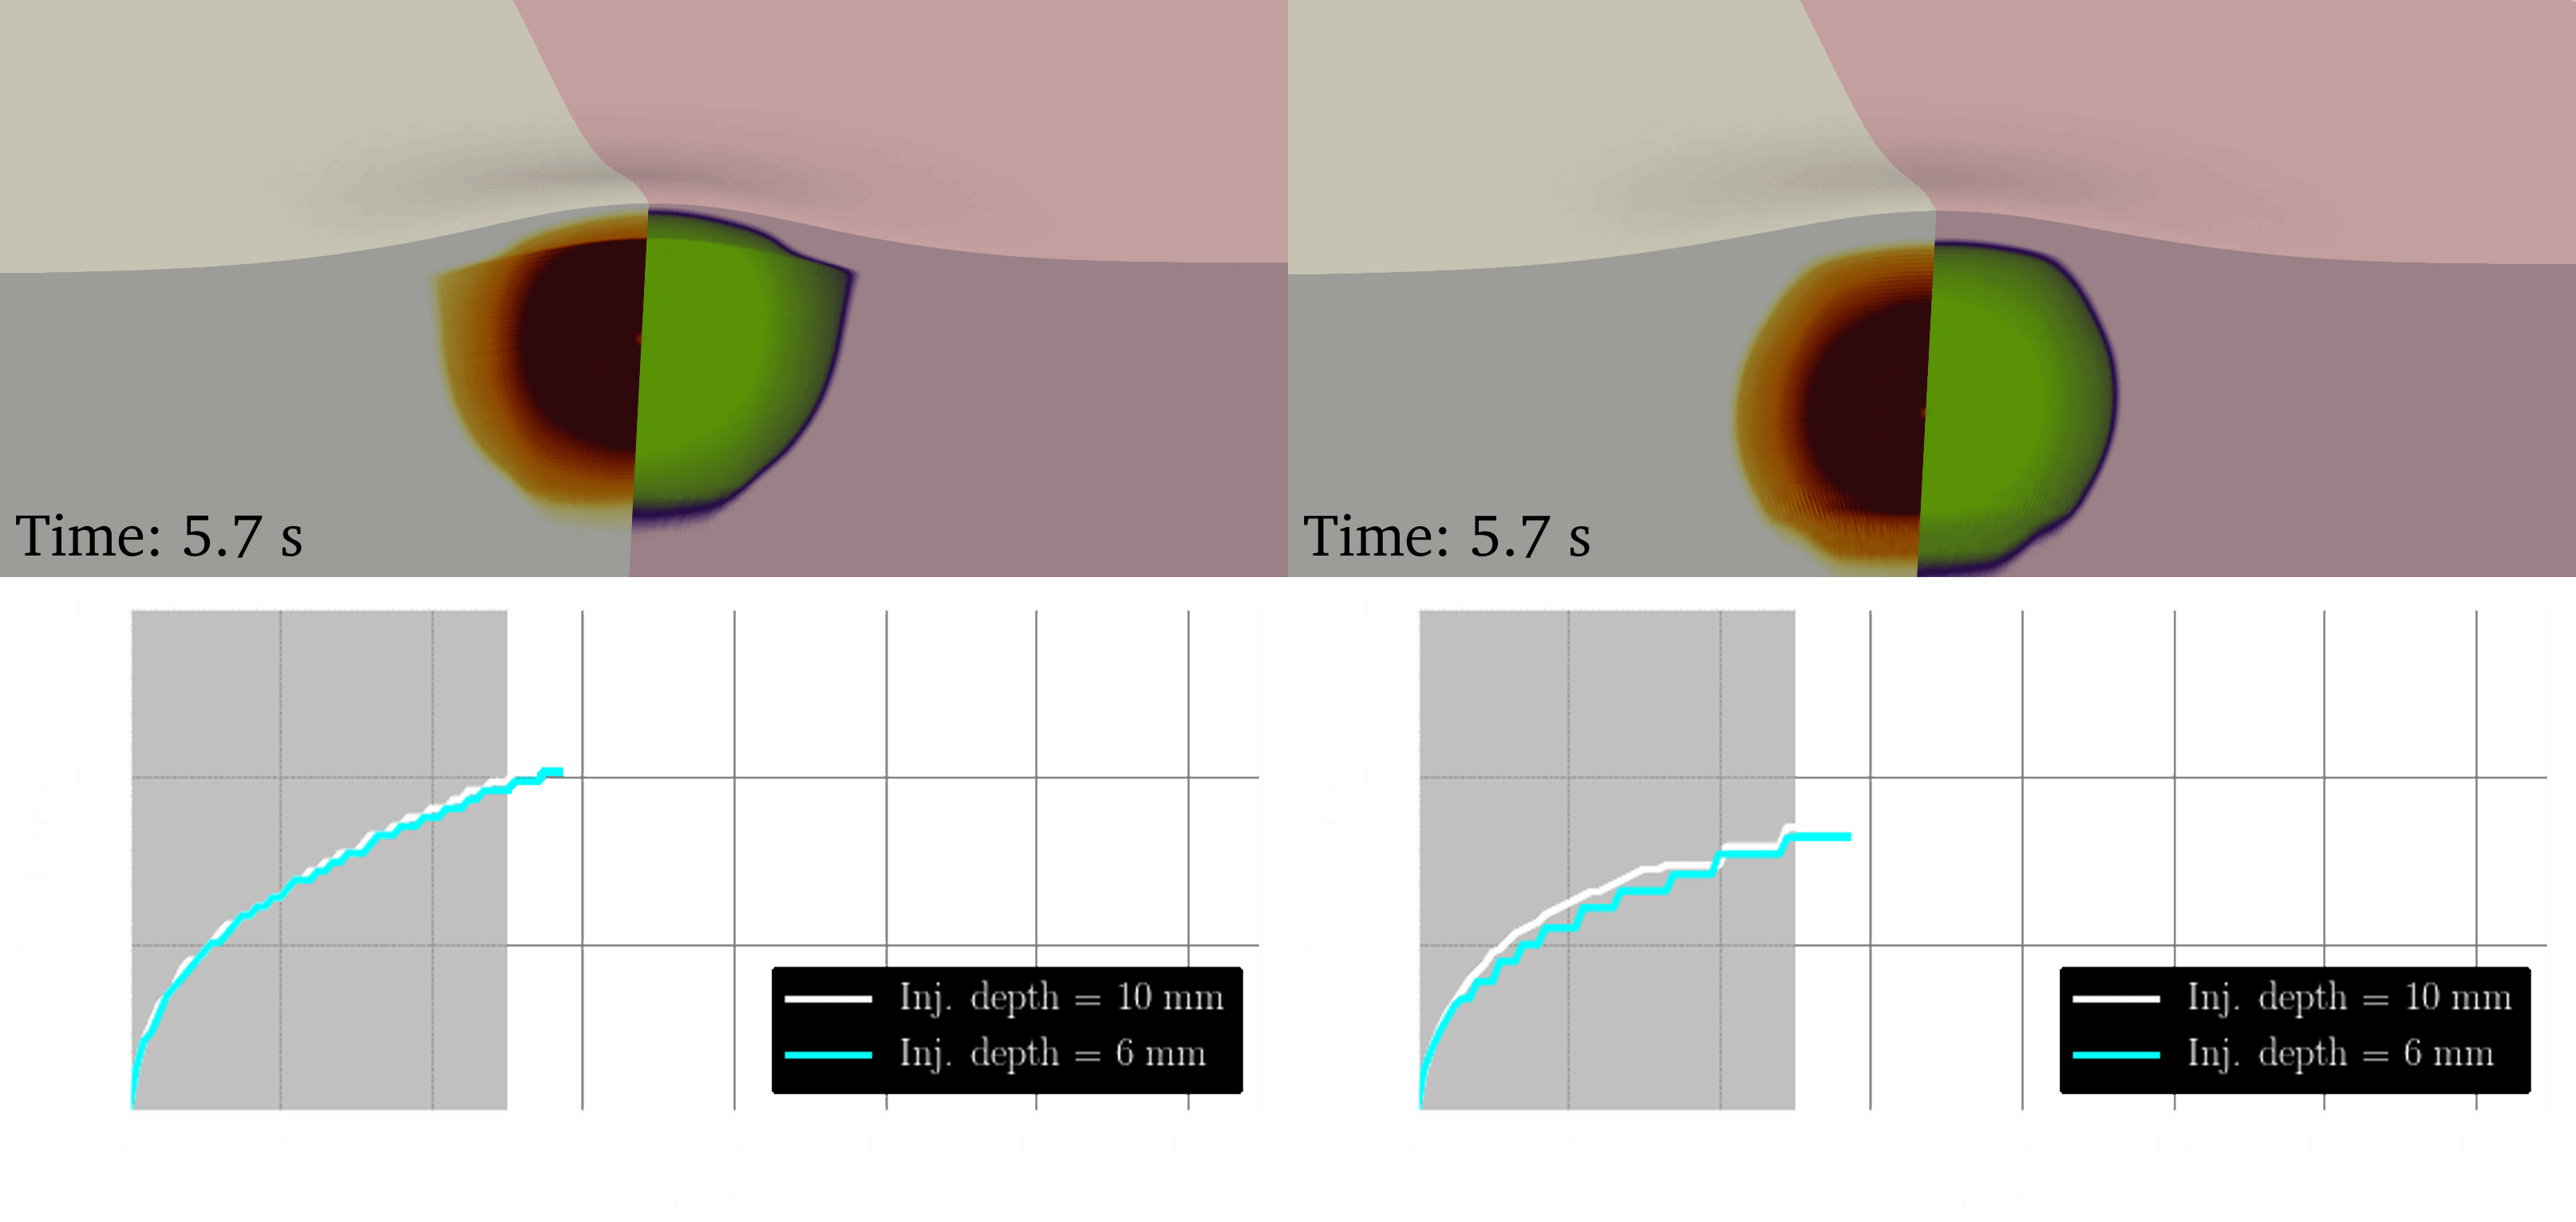 Time: 5.7 s
Time: 5.7 s
Inj. depth = 10 mm
Inj. depth = 6 mm
Inj. depth = 10 mm
Inj. depth = 6 mm